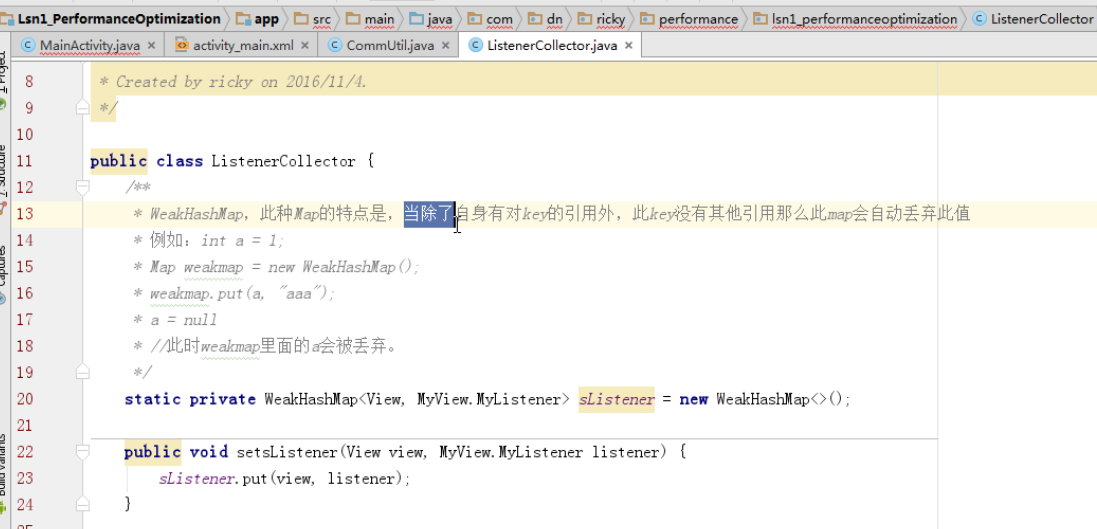 Lsn1_PerformanceOptimization app src main java com dn ricky performance lsn1_performanceoptimization ListenerCollector
MainActivity.java × activity_main.xml × CommUtil.java × ListenerCollector.java ×
8 * Created by ricky on 2016/11/4.
9 */
10
11 public class ListenerCollector {
12 /**
13 * WeakHashMap，此种Map的特点是，当除了自身有对key的引用外，此key没有其他引用那么此map会自动丢弃此值
14 * 例如：int a = 1;
15 * Map weakmap = new WeakHashMap();
16 * weakmap.put(a, "aaa");
17 * a = null
18 * //此时weakmap里面的a会被丢弃。
19 */
20 static private WeakHashMap<View, MyView.MyListener> sListener = new WeakHashMap<>();
21
22 public void setsListener(View view, MyView.MyListener listener) {
23 sListener.put(view, listener);
24 }
Captures
Build Variants